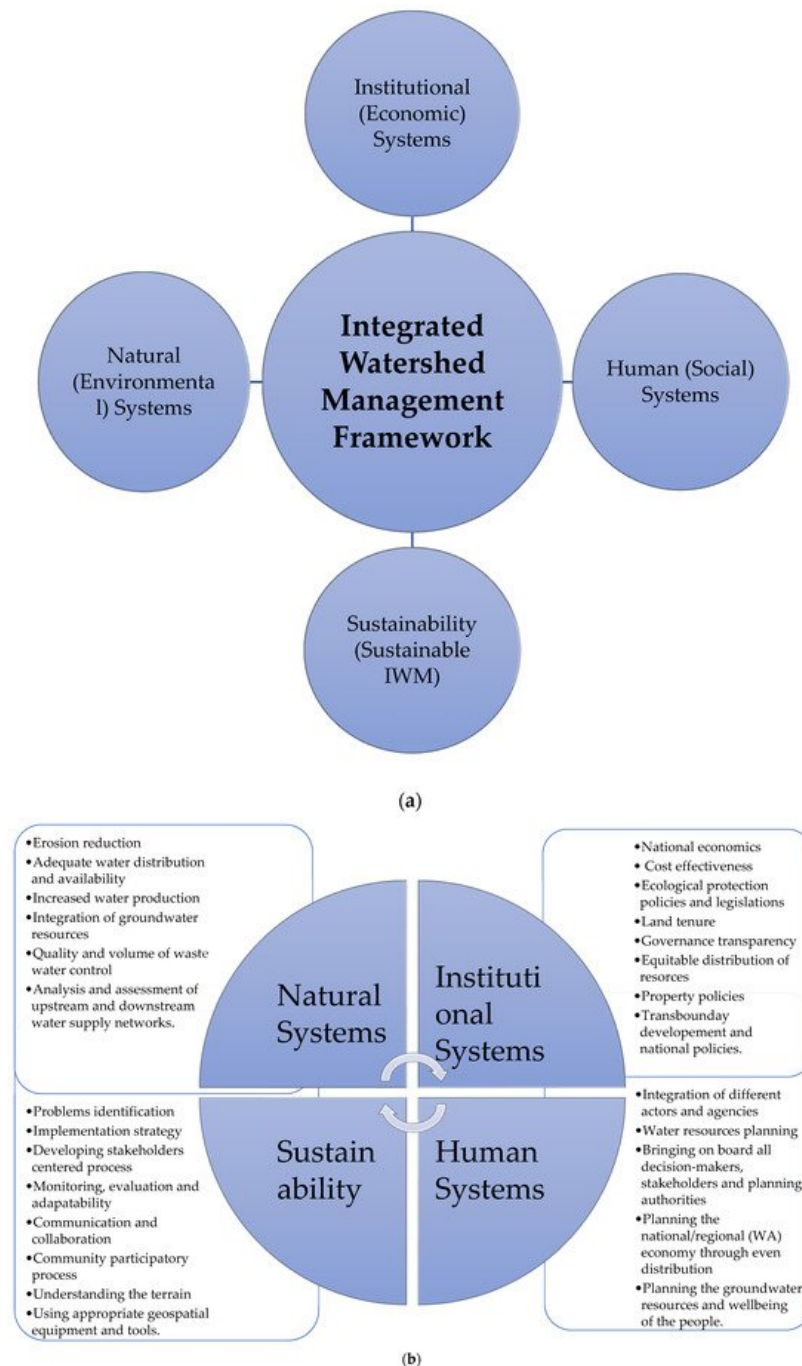 Institutional
(Economic)
Systems
Natural
(Environmenta
l) Systems
Integrated
Watershed
Management
Framework
Human (Social)
Systems
Sustainability
(Sustainable
IWM)
(a)
•Erosion reduction
•Adequate water distribution
and availability
•Increased water production
•Integration of groundwater
resources
•Quality and volume of waste
water control
•Analysis and assessment of
upstream and downstream
water supply networks.
Natural
Systems
Instituti
onal
Systems
•National economics
• Cost effectiveness
•Ecological protection
policies and legislations
•Land tenure
•Governance transparency
•Equitable distribution of
resorces
•Property policies
•Transbounday
developement and
national policies.
•Problems identification
•Implementation strategy
•Developing stakeholders
centered process
•Monitoring, evaluation and
adapatability
•Communication and
collaboration
•Community participatory
process
•Understanding the terrain
•Using appropriate geospatial
equipment and tools.
Sustain
ability
Human
Systems
•Integration of different
actors and agencies
•Water resources planning
•Bringing on board all
decision-makers,
stakeholders and planning
authorities
•Planning the
national/regional (WA)
economy through even
distribution
•Planning the groundwater
resources and wellbeing
of the people.
(b)